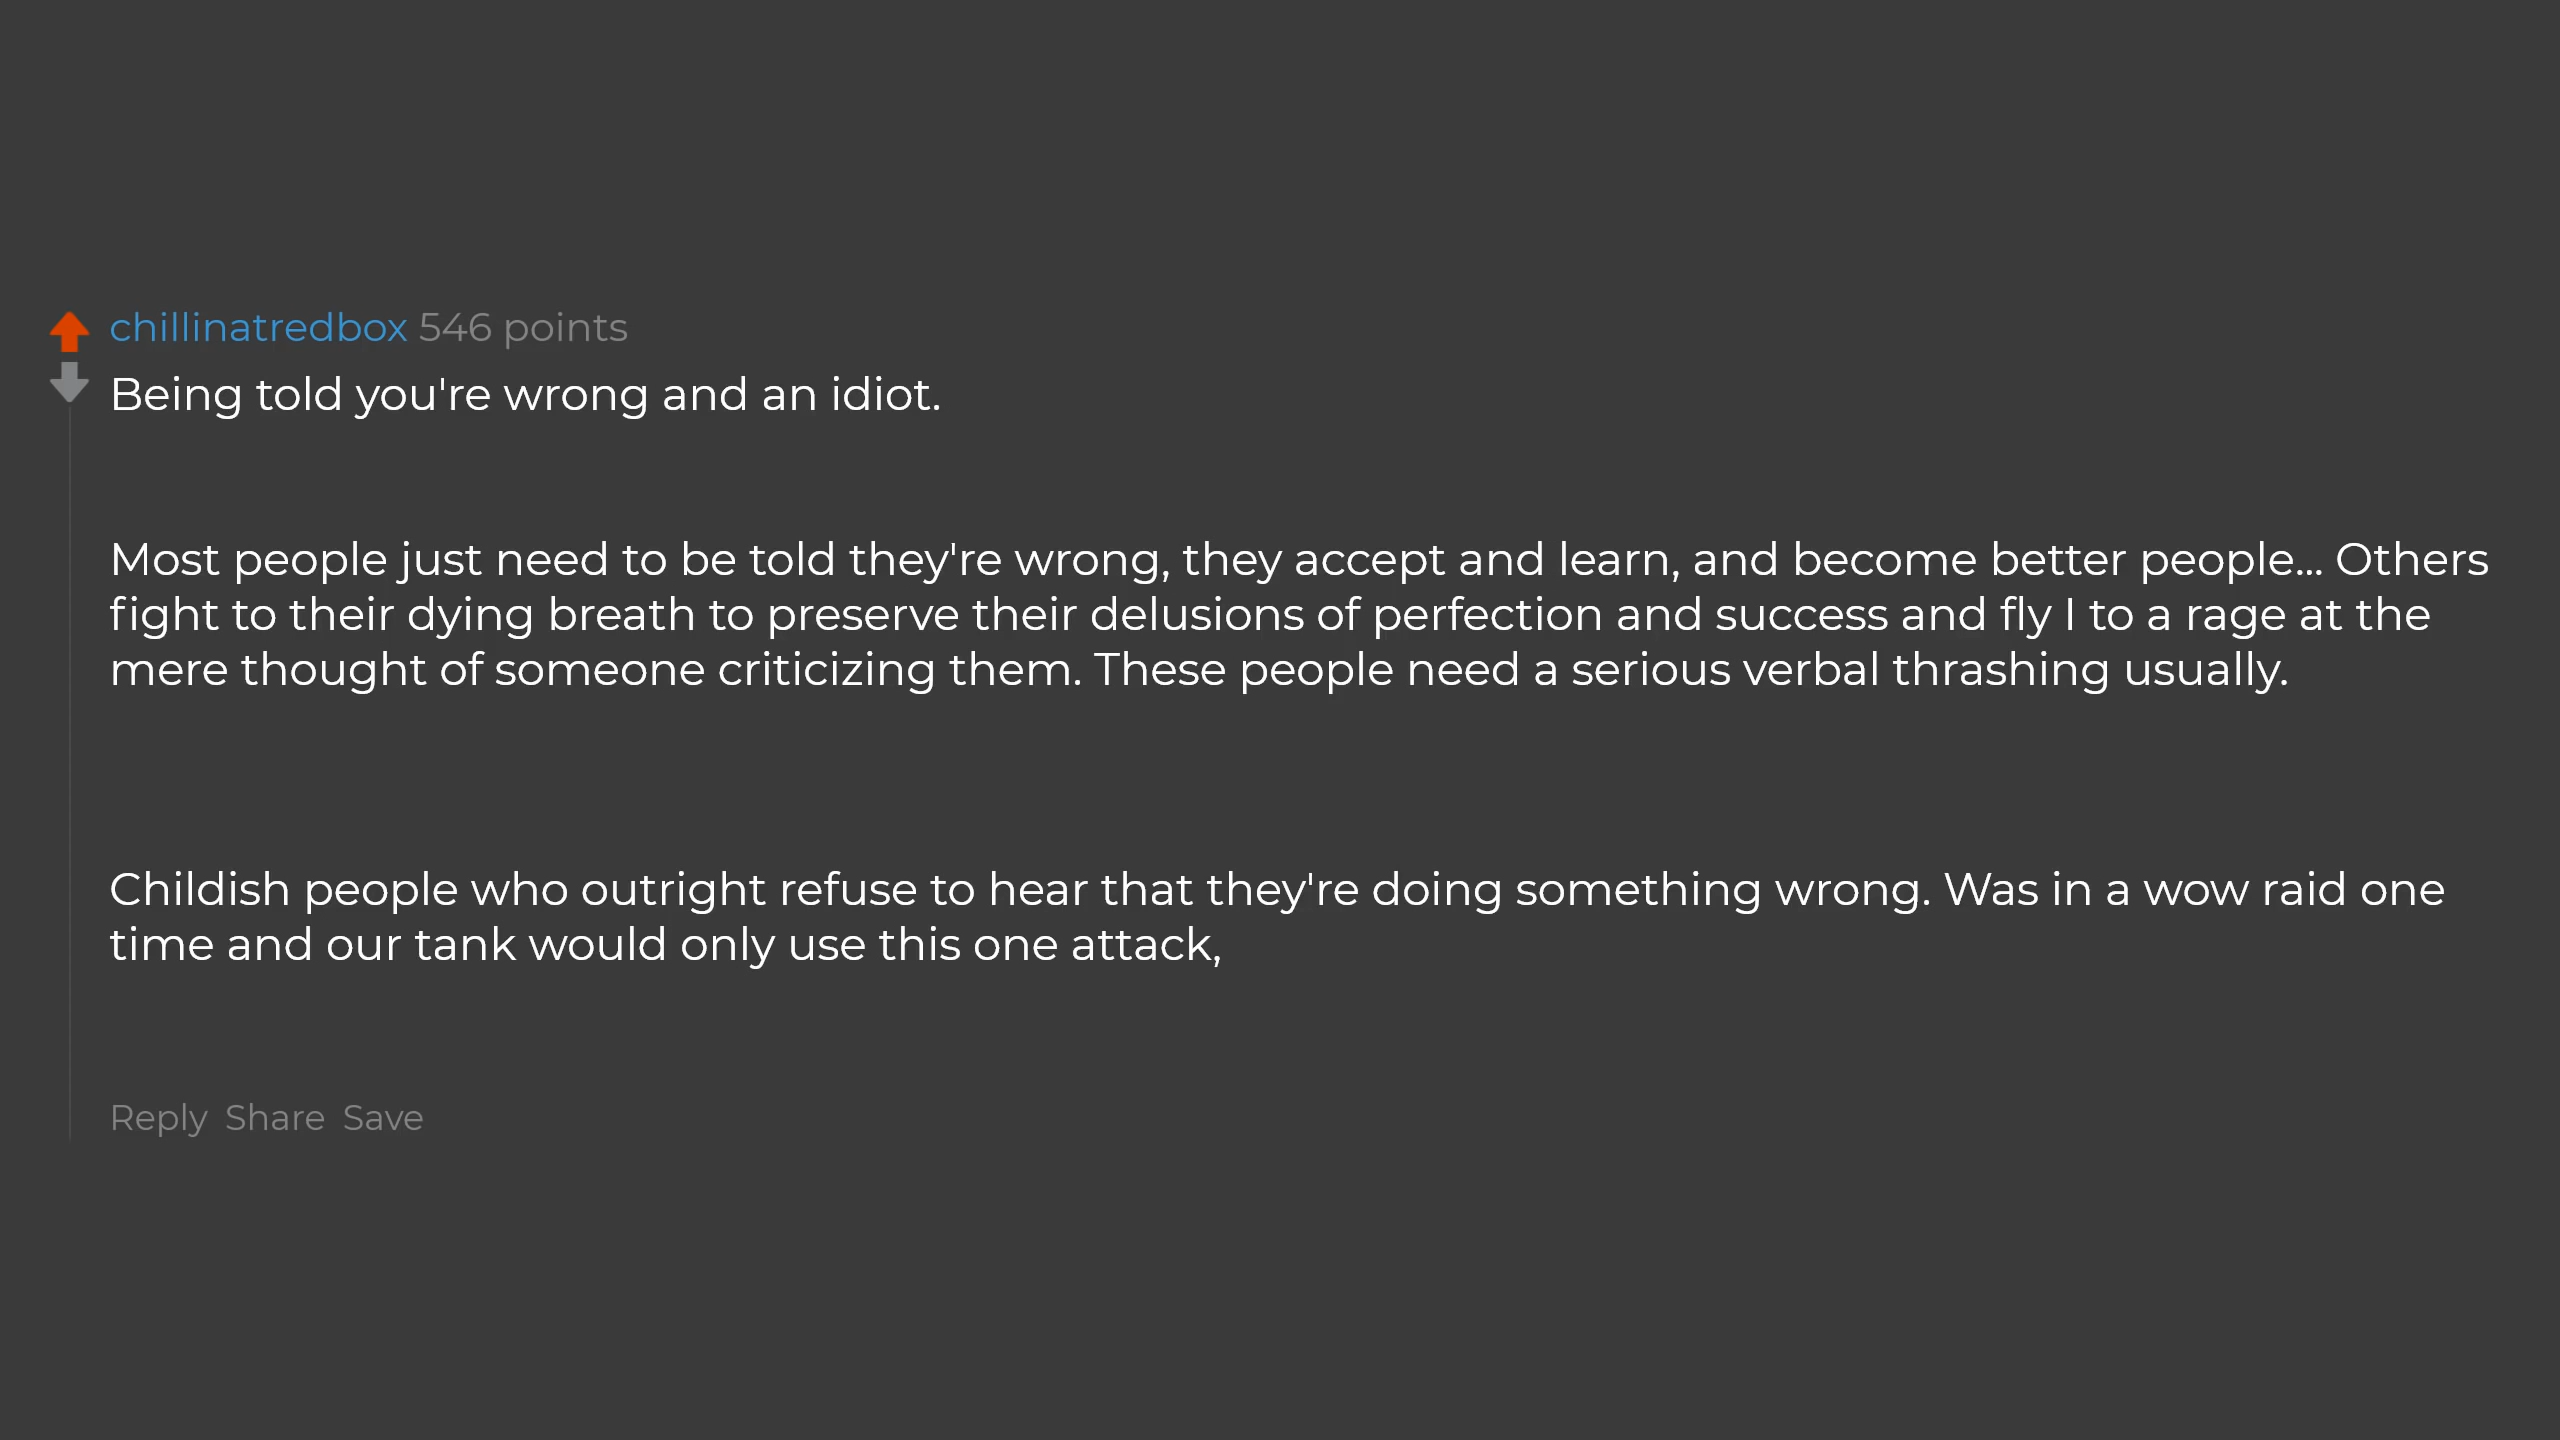 chillinatredbox 546 points
Being told you're wrong and an idiot.
Most people just need to be told they're wrong, they accept and learn, and become better people... Others
fight to their dying breath to preserve their delusions of perfection and success and fly I to a rage at the
mere thought of someone criticizing them. These people need a serious verbal thrashing usually.
Childish people who outright refuse to hear that they're doing something wrong. Was in a wow raid one
time and our tank would only use this one attack,
Reply Share Save